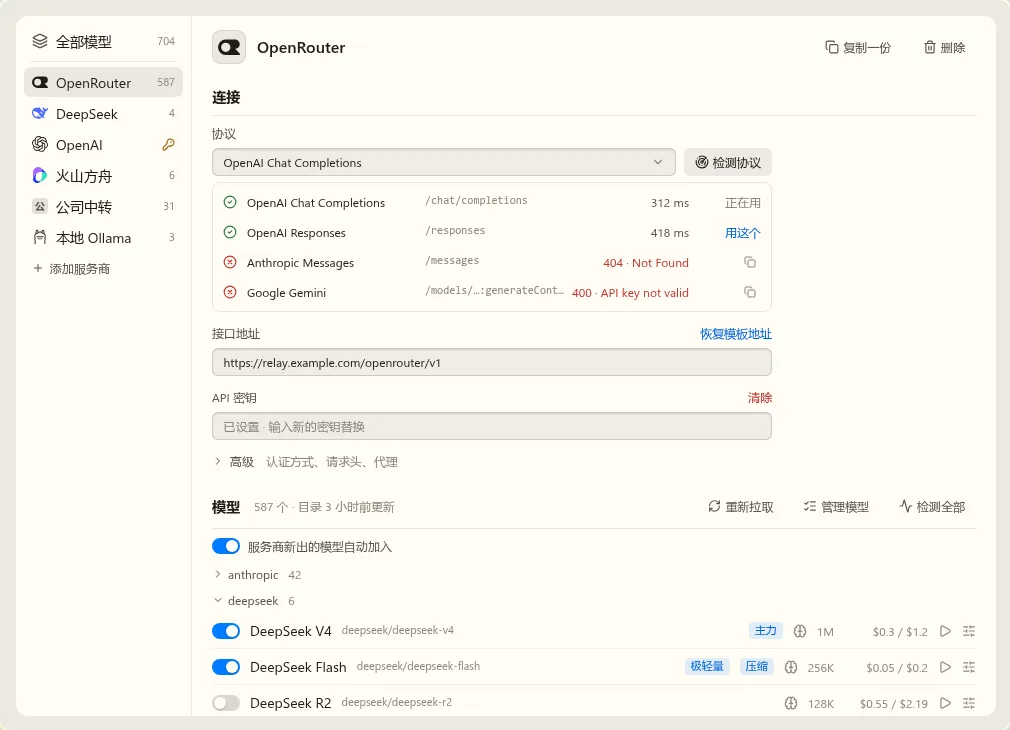 全部模型 704
OpenRouter 587
DeepSeek 4
OpenAI
火山方舟 6
公 公司中转 31
本地 Ollama 3
+ 添加服务商
OpenRouter
复制一份 删除
连接
协议
OpenAI Chat Completions 检测协议
OpenAI Chat Completions /chat/completions 312 ms 正在用
OpenAI Responses /responses 418 ms 用这个
Anthropic Messages /messages 404 · Not Found
Google Gemini /models/…:generateCont… 400 · API key not valid
接口地址 恢复模板地址
https://relay.example.com/openrouter/v1
API 密钥 清除
已设置 · 输入新的密钥替换
高级 认证方式、请求头、代理
模型 587 个 · 目录 3 小时前更新 重新拉取 管理模型 检测全部
服务商新出的模型自动加入
anthropic 42
deepseek 6
DeepSeek V4 deepseek/deepseek-v4 主力 1M $0.3 / $1.2
DeepSeek Flash deepseek/deepseek-flash 极轻量 压缩 256K $0.05 / $0.2
DeepSeek R2 deepseek/deepseek-r2 128K $0.55 / $2.19